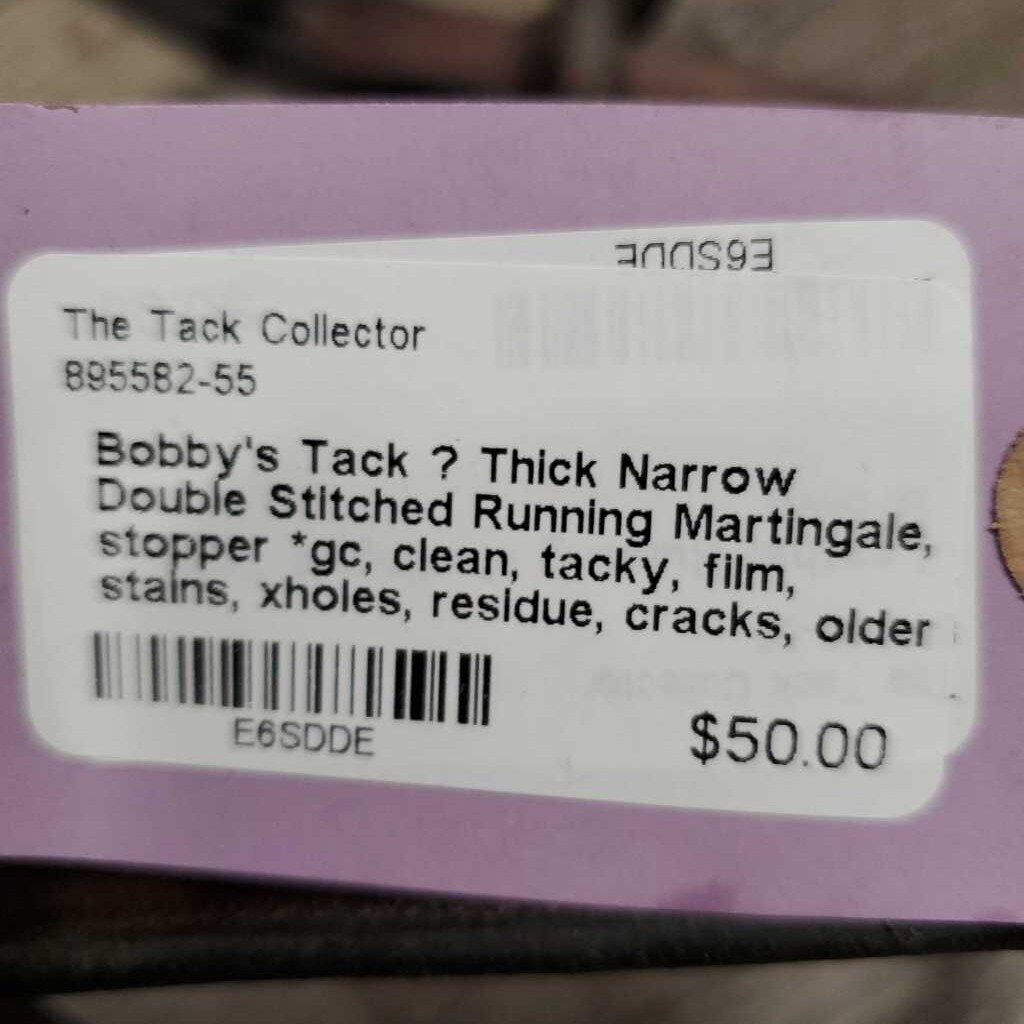 E6SDDE
The Tack Collector
895582-55
Bobby's Tack ? Thick Narrow
Double Stitched Running Martingale,
stopper *gc, clean, tacky, film,
stains, xholes, residue, cracks, older
E6SDDE
$50.00